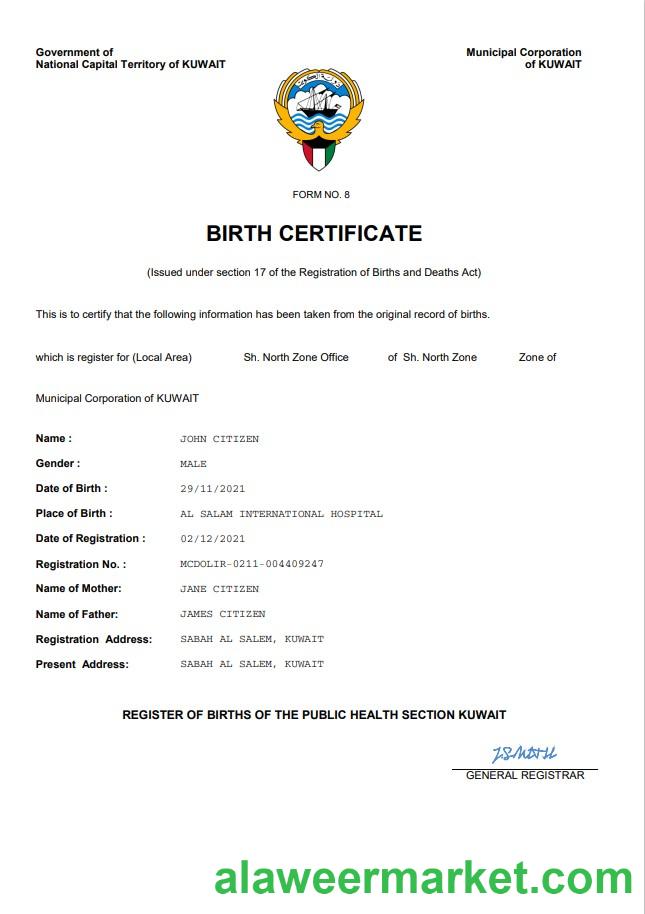 Government of
National Capital Territory of KUWAIT
Municipal Corporation
of KUWAIT
FORM NO. 8
BIRTH CERTIFICATE
(Issued under section 17 of the Registration of Births and Deaths Act)
This is to certify that the following information has been taken from the original record of births.
which is register for (Local Area) Sh. North Zone Office of Sh. North Zone Zone of
Municipal Corporation of KUWAIT
Name : JOHN CITIZEN
Gender : MALE
Date of Birth : 29/11/2021
Place of Birth : AL SALAM INTERNATIONAL HOSPITAL
Date of Registration : 02/12/2021
Registration No. : MCDOLIR-0211-004409247
Name of Mother: JANE CITIZEN
Name of Father: JAMES CITIZEN
Registration Address: SABAH AL SALEM, KUWAIT
Present Address: SABAH AL SALEM, KUWAIT
REGISTER OF BIRTHS OF THE PUBLIC HEALTH SECTION KUWAIT
GENERAL REGISTRAR
alaweermarket.com